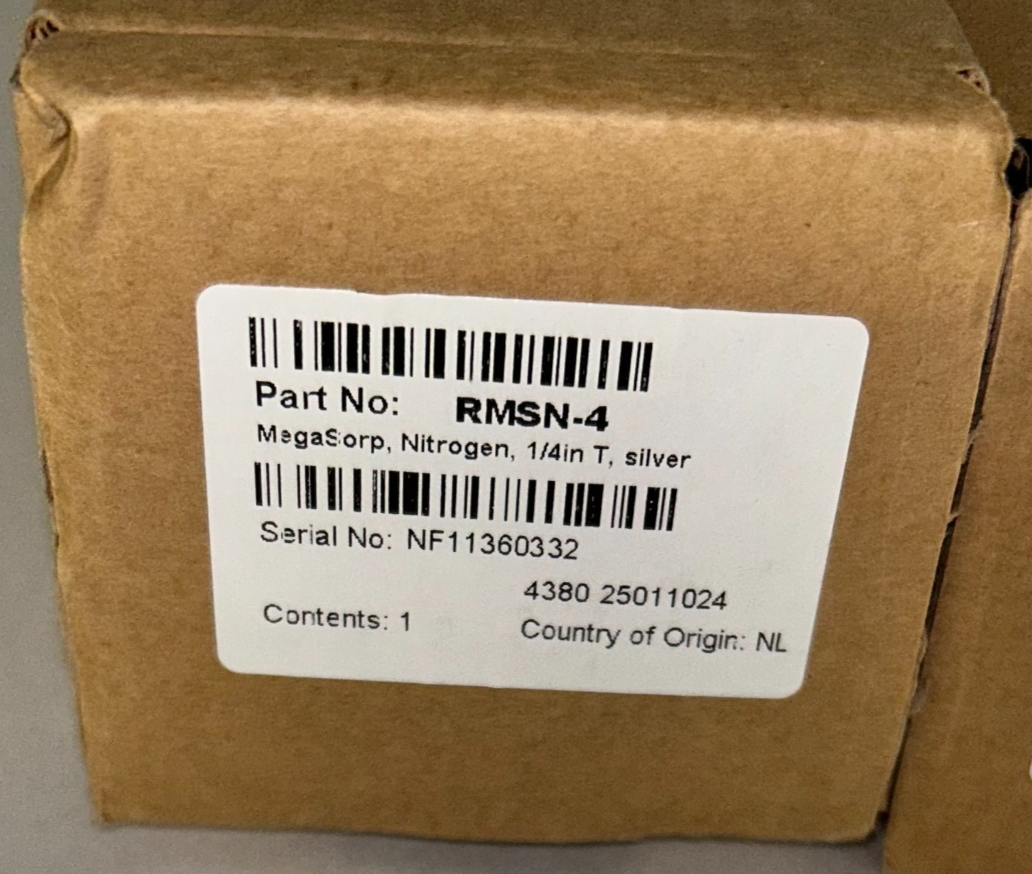 Part No: RMSN-4
MegaSorp, Nitrogen, 1/4in T, silver
Serial No: NF11360332
4380 25011024
Contents: 1
Country of Origin: NL